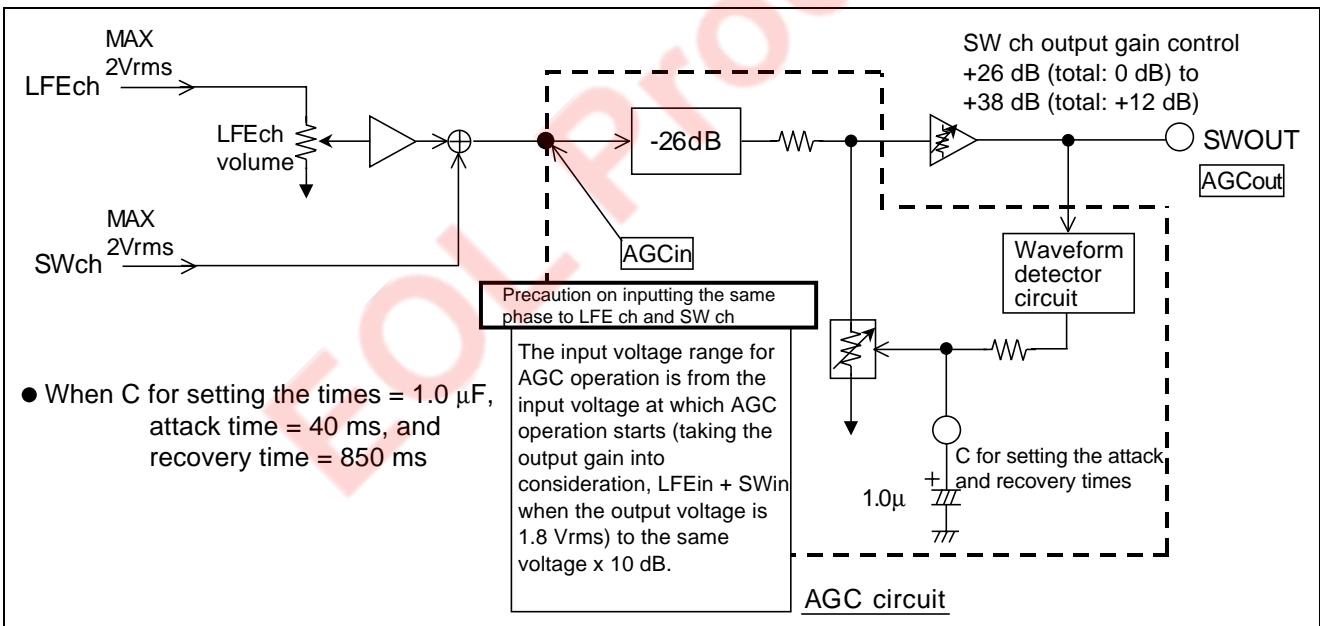 MAX
2Vrms
LFEch
LFEch
volume
MAX
2Vrms
SWch
AGCin
-26dB
SW ch output gain control
+26 dB (total: 0 dB) to
+38 dB (total: +12 dB)
SWOUT
AGCout
Waveform
detector
circuit
Precaution on inputting the same
phase to LFE ch and SW ch
The input voltage range for
AGC operation is from the
input voltage at which AGC
operation starts (taking the
output gain into
consideration, LFEin + SWin
when the output voltage is
1.8 Vrms) to the same
voltage x 10 dB.
● When C for setting the times = 1.0 μF,
attack time = 40 ms, and
recovery time = 850 ms
C for setting the attack
and recovery times
+
1.0μ
AGC circuit
EOL Prod